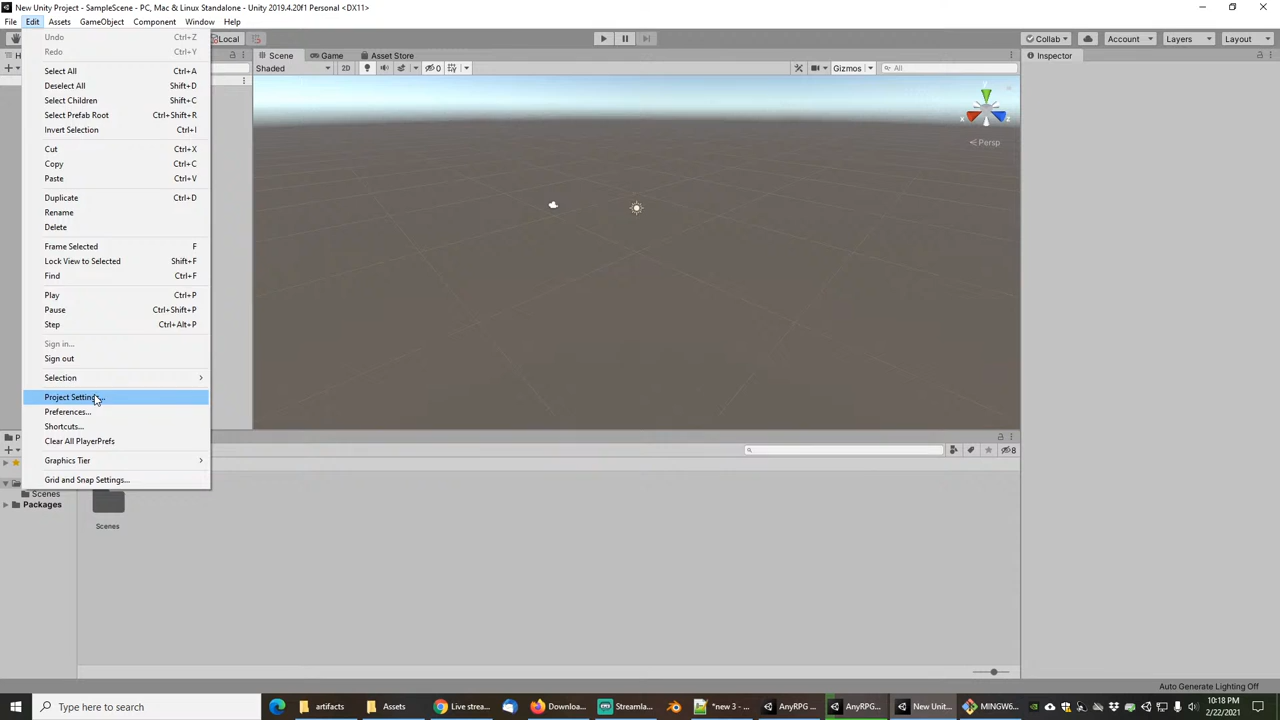 New Unity Project - SampleScene - PC, Mac & Linux Standalone - Unity 2019.4.20f1 Personal <DX11>
File Edit Assets GameObject Component Window Help
Local
Collab Account Layers Layout
Scene Game Asset Store
Inspector
Shaded 2D 0 Gizmos All
Y
X Z
Persp
Undo Ctrl+Z
Redo Ctrl+Y
Select All Ctrl+A
Deselect All Shift+D
Select Children Shift+C
Select Prefab Root Ctrl+Shift+R
Invert Selection Ctrl+I
Cut Ctrl+X
Copy Ctrl+C
Paste Ctrl+V
Duplicate Ctrl+D
Rename
Delete
Frame Selected F
Lock View to Selected Shift+F
Find Ctrl+F
Play Ctrl+P
Pause Ctrl+Shift+P
Step Ctrl+Alt+P
Sign in...
Sign out
Selection
Project Settings...
Preferences...
Shortcuts...
Clear All PlayerPrefs
Graphics Tier
Grid and Snap Settings...
8
Scenes
Packages
Scenes
Auto Generate Lighting Off
Type here to search
artifacts
Assets
Live stream...
Downloa...
Streamla...
*new 3 - ...
AnyRPG ...
AnyRPG...
New Unit...
MINGW6...
10:18 PM
2/22/2021